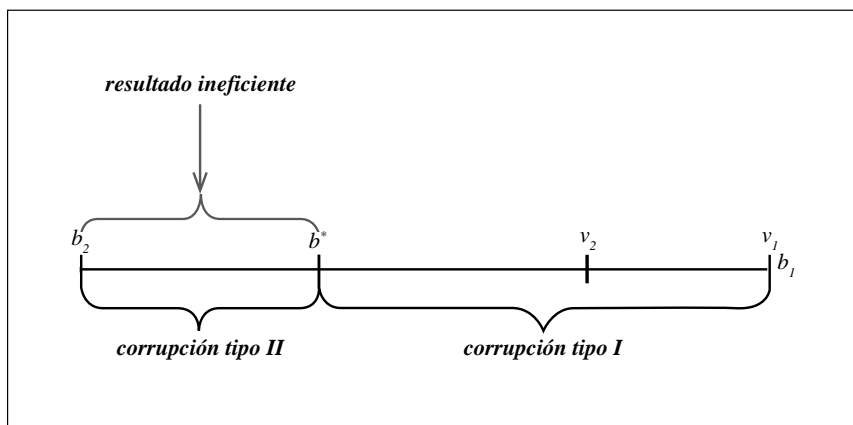 resultado ineficiente
b₂ b* v₂ v₁
b₁
corrupción tipo II corrupción tipo I